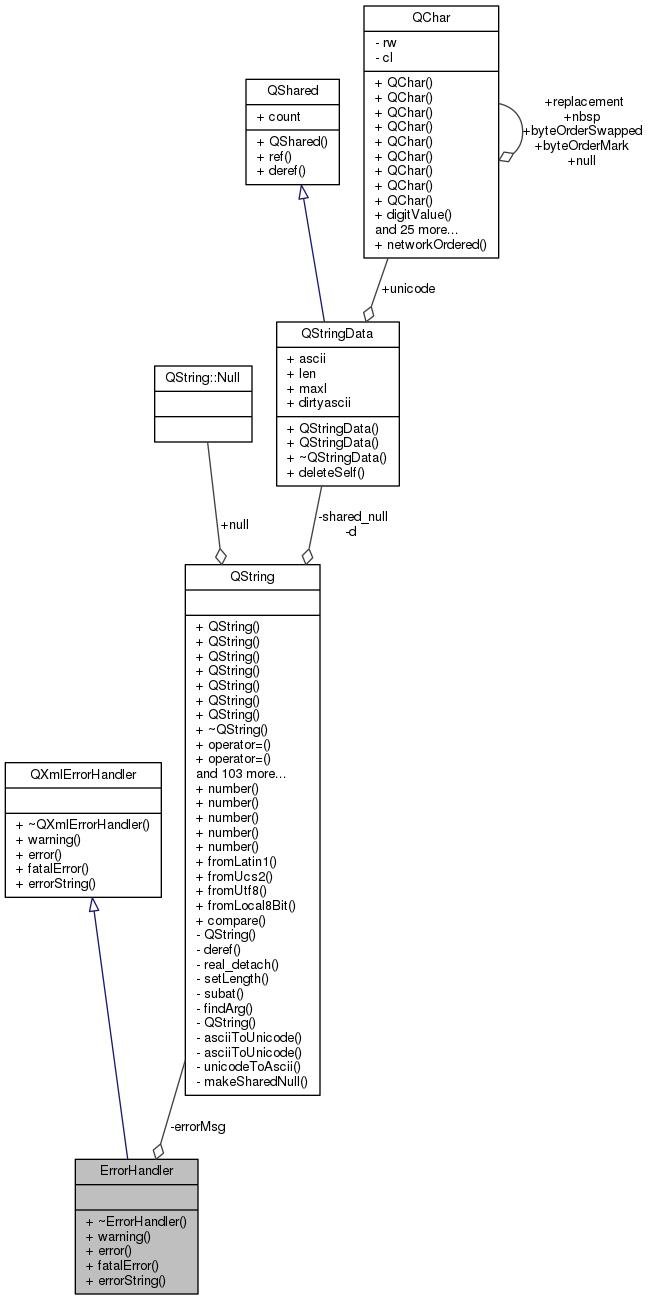 QChar
- rw
- cl
+ QChar()
+ QChar()
+ QChar()
+ QChar()
+ QChar()
+ QChar()
+ QChar()
+ QChar()
+ QChar()
+ digitValue()
and 25 more...
+ networkOrdered()
+replacement
+nbsp
+byteOrderSwapped
+byteOrderMark
+null
QShared
+ count
+ QShared()
+ ref()
+ deref()
+unicode
QStringData
+ ascii
+ len
+ maxl
+ dirtyascii
+ QStringData()
+ QStringData()
+ ~QStringData()
+ deleteSelf()
QString::Null
+null
-shared_null
-d
QString
+ QString()
+ QString()
+ QString()
+ QString()
+ QString()
+ QString()
+ QString()
+ ~QString()
+ operator=()
+ operator=()
and 103 more...
+ number()
+ number()
+ number()
+ number()
+ number()
+ fromLatin1()
+ fromUcs2()
+ fromUtf8()
+ fromLocal8Bit()
+ compare()
- QString()
- deref()
- real_detach()
- setLength()
- subat()
- findArg()
- QString()
- asciiToUnicode()
- asciiToUnicode()
- unicodeToAscii()
- makeSharedNull()
QXmlErrorHandler
+ ~QXmlErrorHandler()
+ warning()
+ error()
+ fatalError()
+ errorString()
-errorMsg
ErrorHandler
+ ~ErrorHandler()
+ warning()
+ error()
+ fatalError()
+ errorString()